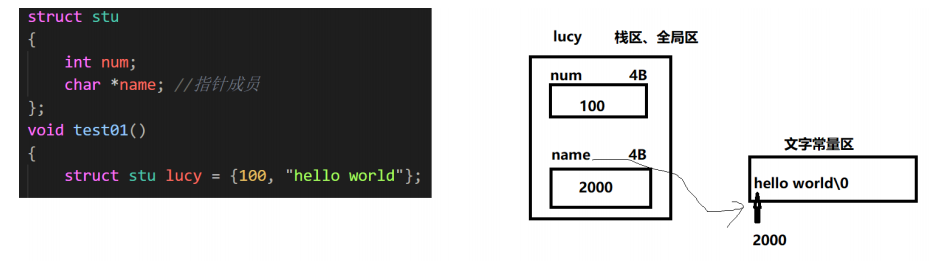 struct stu
{
    int num;
    char *name; //指针成员
};
void test01()
{
    struct stu lucy = {100, "hello world"};
lucy 栈区、全局区
num 4B
100
name 4B
2000
文字常量区
hello world\0
2000